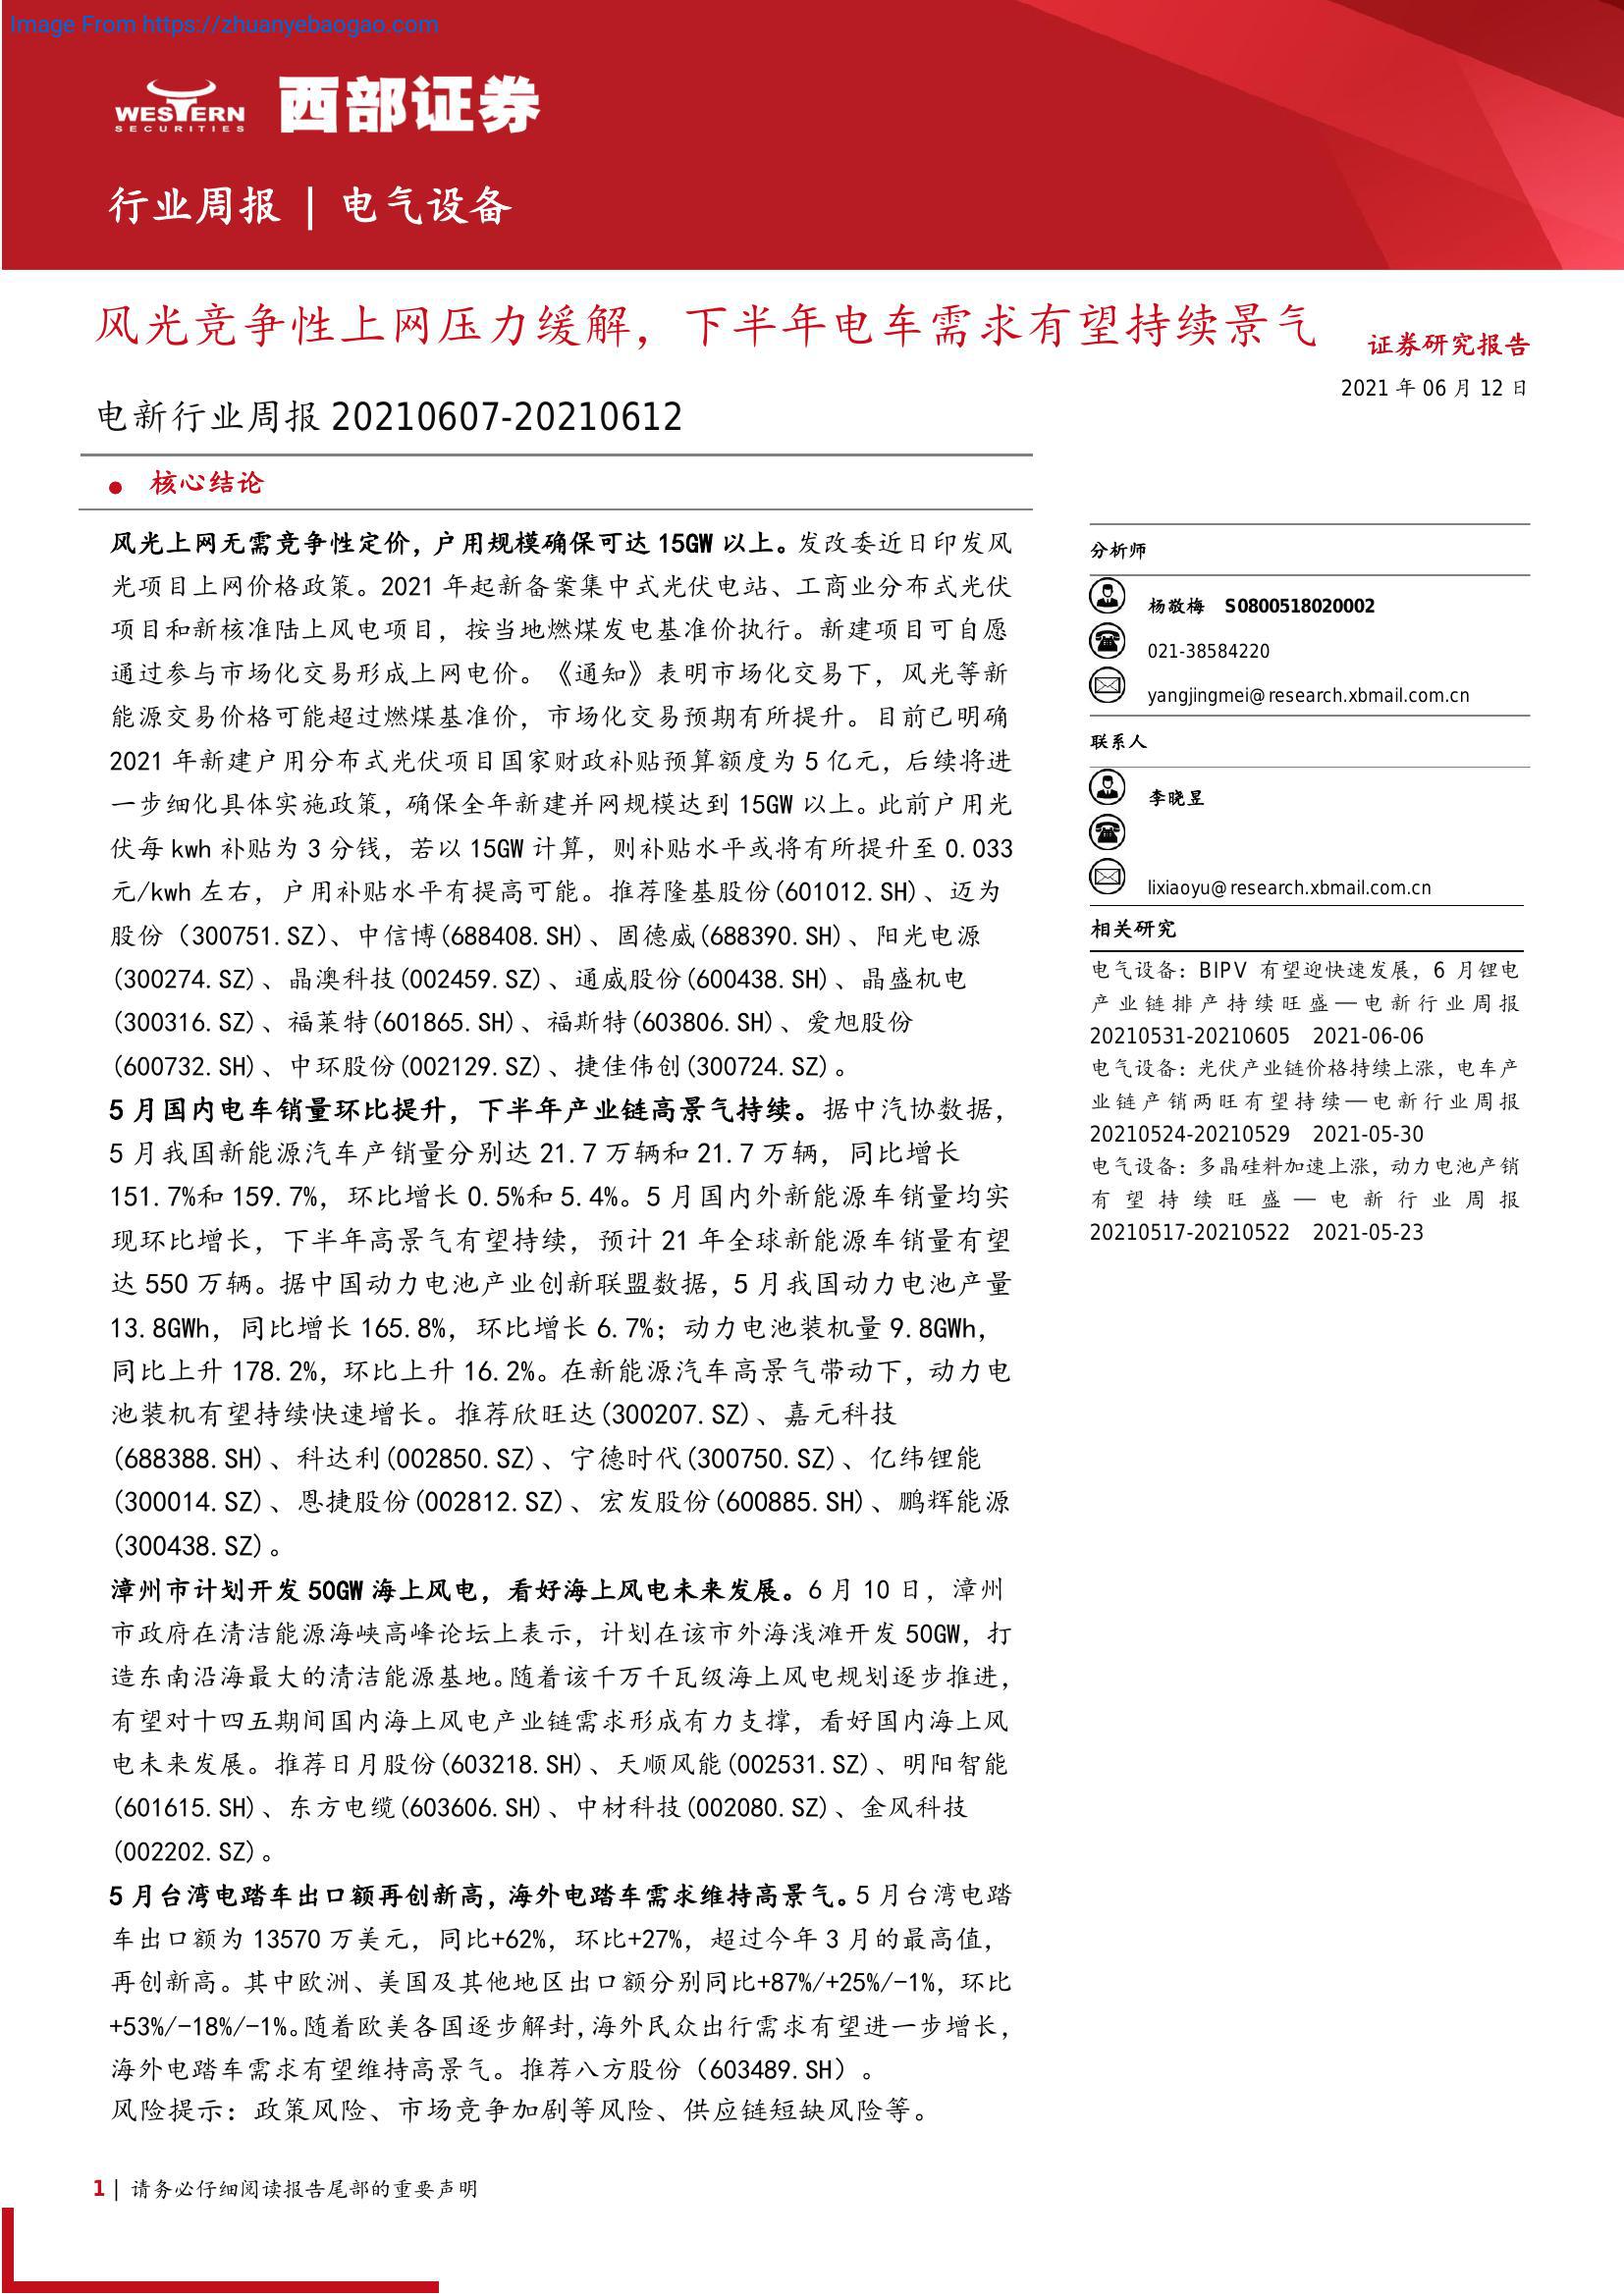 Image From https://zhuanyebaogao.com
WESTERN
SECURITIES
西部证券
行业周报 | 电气设备
风光竞争性上网压力缓解，下半年电车需求有望持续景气
证券研究报告
2021 年 06 月 12 日
电新行业周报 20210607-20210612
● 核心结论
风光上网无需竞争性定价，户用规模确保可达 15GW 以上。发改委近日印发风
光项目上网价格政策。2021 年起新备案集中式光伏电站、工商业分布式光伏
项目和新核准陆上风电项目，按当地燃煤发电基准价执行。新建项目可自愿
通过参与市场化交易形成上网电价。《通知》表明市场化交易下，风光等新
能源交易价格可能超过燃煤基准价，市场化交易预期有所提升。目前已明确
2021 年新建户用分布式光伏项目国家财政补贴预算额度为 5 亿元，后续将进
一步细化具体实施政策，确保全年新建并网规模达到 15GW 以上。此前户用光
伏每 kwh 补贴为 3 分钱，若以 15GW 计算，则补贴水平或将有所提升至 0.033
元/kwh 左右，户用补贴水平有提高可能。推荐隆基股份(601012.SH)、迈为
股份（300751.SZ)、中信博(688408.SH)、固德威(688390.SH)、阳光电源
(300274.SZ)、晶澳科技(002459.SZ)、通威股份(600438.SH)、晶盛机电
(300316.SZ)、福莱特(601865.SH)、福斯特(603806.SH)、爱旭股份
(600732.SH)、中环股份(002129.SZ)、捷佳伟创(300724.SZ)。
5 月国内电车销量环比提升，下半年产业链高景气持续。据中汽协数据，
5 月我国新能源汽车产销量分别达 21.7 万辆和 21.7 万辆，同比增长
151.7%和 159.7%，环比增长 0.5%和 5.4%。5 月国内外新能源车销量均实
现环比增长，下半年高景气有望持续，预计 21 年全球新能源车销量有望
达 550 万辆。据中国动力电池产业创新联盟数据，5 月我国动力电池产量
13.8GWh，同比增长 165.8%，环比增长 6.7%；动力电池装机量 9.8GWh，
同比上升 178.2%，环比上升 16.2%。在新能源汽车高景气带动下，动力电
池装机有望持续快速增长。推荐欣旺达(300207.SZ)、嘉元科技
(688388.SH)、科达利(002850.SZ)、宁德时代(300750.SZ)、亿纬锂能
(300014.SZ)、恩捷股份(002812.SZ)、宏发股份(600885.SH)、鹏辉能源
(300438.SZ)。
漳州市计划开发 50GW 海上风电，看好海上风电未来发展。6 月 10 日，漳州
市政府在清洁能源海峡高峰论坛上表示，计划在该市外海浅滩开发 50GW，打
造东南沿海最大的清洁能源基地。随着该千万千瓦级海上风电规划逐步推进，
有望对十四五期间国内海上风电产业链需求形成有力支撑，看好国内海上风
电未来发展。推荐日月股份(603218.SH)、天顺风能(002531.SZ)、明阳智能
(601615.SH)、东方电缆(603606.SH)、中材科技(002080.SZ)、金风科技
(002202.SZ)。
5 月台湾电踏车出口额再创新高，海外电踏车需求维持高景气。5 月台湾电踏
车出口额为 13570 万美元，同比+62%，环比+27%，超过今年 3 月的最高值，
再创新高。其中欧洲、美国及其他地区出口额分别同比+87%/+25%/-1%，环比
+53%/-18%/-1%。随着欧美各国逐步解封，海外民众出行需求有望进一步增长，
海外电踏车需求有望维持高景气。推荐八方股份（603489.SH）。
风险提示：政策风险、市场竞争加剧等风险、供应链短缺风险等。
分析师
杨敬梅 S0800518020002
021-38584220
yangjingmei@research.xbmail.com.cn
联系人
李晓昱
lixiaoyu@research.xbmail.com.cn
相关研究
电气设备：BIPV 有望迎快速发展，6 月锂电
产业链排产持续旺盛—电新行业周报
20210531-20210605 2021-06-06
电气设备：光伏产业链价格持续上涨，电车产
业链产销两旺有望持续—电新行业周报
20210524-20210529 2021-05-30
电气设备：多晶硅料加速上涨，动力电池产销
有望持续旺盛—电新行业周报
20210517-20210522 2021-05-23
1 | 请务必仔细阅读报告尾部的重要声明